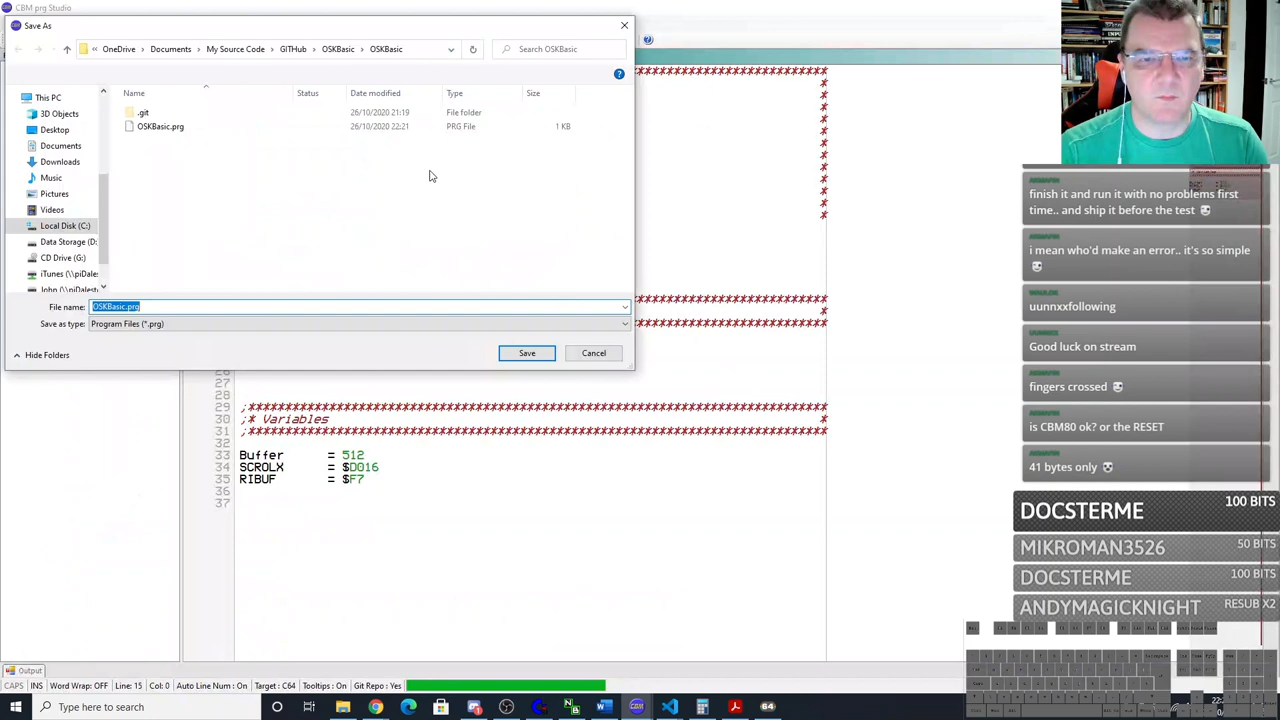 CBM prg Studio
Save As
OneDrive
Documents
My Source Code
GITHub
OSKBasic
Search OSKBasic
Name
Status
Date modified
Type
Size
.git
26/10/2020 21:19
File folder
OSKBasic.prg
26/10/2020 22:21
PRG File
1 KB
This PC
3D Objects
Desktop
Documents
Downloads
Music
Pictures
Videos
Local Disk (C:)
Data Storage (D:
CD Drive (G:)
iTunes (\\piDales
John (\\piDalest
File name:
OSKBasic.prg
Save as type:
Program Files (*.prg)
Hide Folders
Save
Cancel
26
27
28
29
;*******************************************************************************
30
;* Variables *
31
;*******************************************************************************
32
33
Buffer = 512
34
SCROLX = $D016
35
RIBUF = $F7
36
37
finish it and run it with no problems first
time.. and ship it before the test
i mean who'd make an error.. it's so simple
uunnxxfollowing
Good luck on stream
fingers crossed
is CBM80 ok? or the RESET
41 bytes only
DOCSTERME
100 BITS
MIKROMAN3526
50 BITS
DOCSTERME
100 BITS
ANDYMAGICKNIGHT
RESUB X2
Output
CAPS
INS
Word Wrap: OFF
Line: 15
Col: 0
Auto Line Num : On
Type here to search